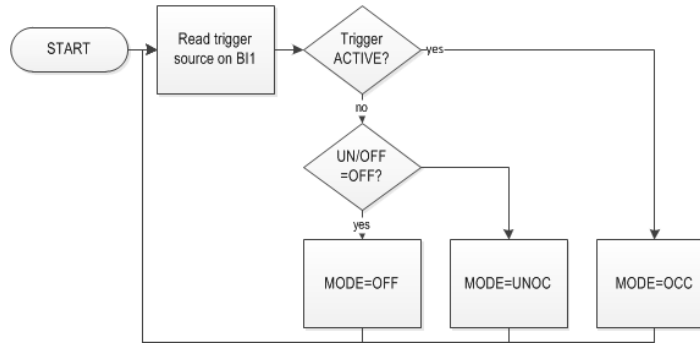 START
Read trigger
source on BI1
Trigger
ACTIVE?
yes
no
UN/OFF
=OFF?
yes
MODE=OFF
MODE=UNOC
MODE=OCC